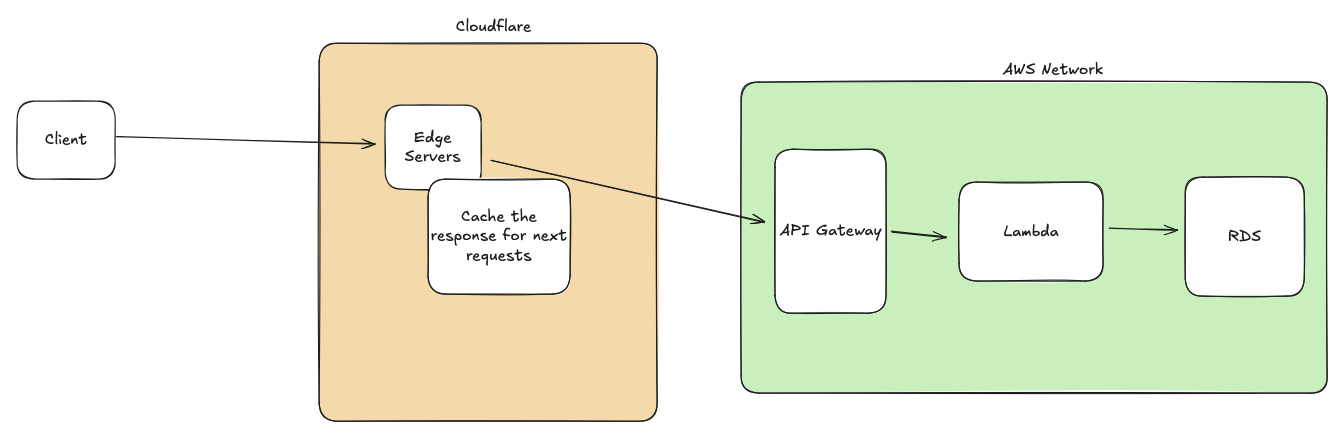 Cloudflare
AWS Network
Client
Edge
Servers
Cache the
response for next
requests
API Gateway
Lambda
RDS